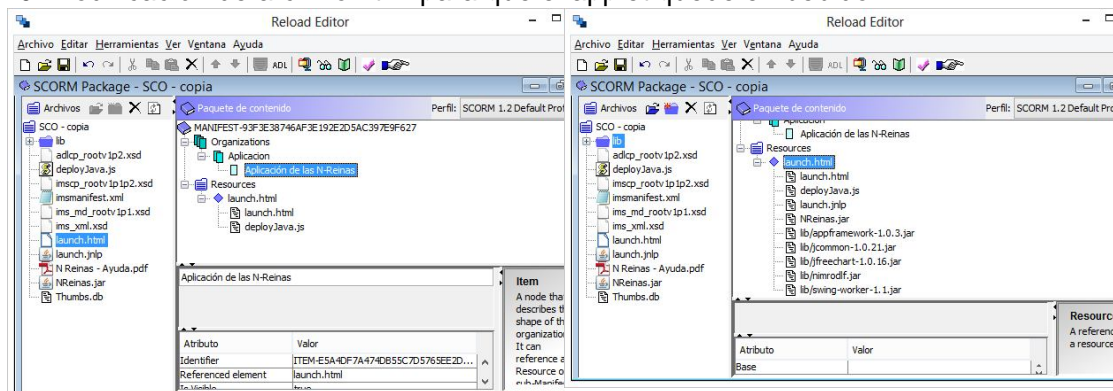 Reload Editor
Archivo Editar Herramientas Ver Ventana Ayuda
ADL
SCORM Package - SCO - copia
Archivos
Paquete de contenido
Perfil: SCORM 1.2 Default Prof
SCO - copia
lib
adlcp_rootv1p2.xsd
deployJava.js
imscp_rootv1p1p2.xsd
imsmanifest.xml
ims_md_rootv1p1.xsd
ims_xml.xsd
launch.html
launch.jnlp
N Reinas - Ayuda.pdf
NReinas.jar
Thumbs.db
MANIFEST-93F3E38746AF3E192E2D5AC397E9F627
Organizations
Aplicacion
Aplicación de las N-Reinas
Resources
launch.html
launch.html
deployJava.js
Aplicación de las N-Reinas
Item
A node tha
describes th
shape of th
organizatio
It can
reference a
Resource o
sub-Manife
Atributo Valor
Identifier ITEM-E5A4DF7A474DB55C7D5765EE2D...
Referenced element launch.html
Is Visible true
Reload Editor
Archivo Editar Herramientas Ver Ventana Ayuda
ADL
SCORM Package - SCO - copia
Archivos
Paquete de contenido
Perfil: SCORM 1.2 Default Pro
SCO - copia
lib
adlcp_rootv1p2.xsd
deployJava.js
imscp_rootv1p1p2.xsd
imsmanifest.xml
ims_md_rootv1p1.xsd
ims_xml.xsd
launch.html
launch.jnlp
N Reinas - Ayuda.pdf
NReinas.jar
Thumbs.db
Aplicacion
Aplicación de las N-Reinas
Resources
launch.html
launch.html
deployJava.js
launch.jnlp
NReinas.jar
lib/appframework-1.0.3.jar
lib/jcommon-1.0.21.jar
lib/jfreechart-1.0.16.jar
lib/nimrodlf.jar
lib/swing-worker-1.1.jar
Resourc
A referenc
a resource
Atributo Valor
Base